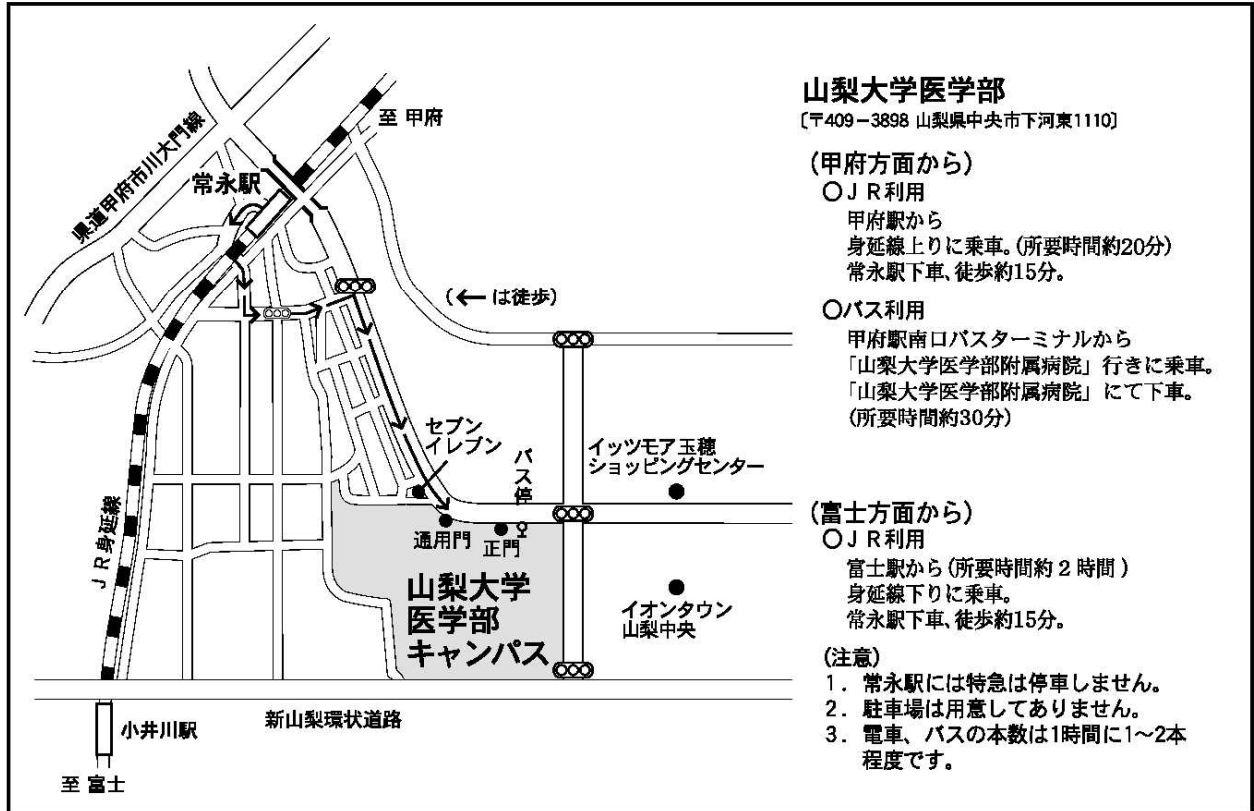 至 甲府
県道甲府市川大門線
常永駅
(← は徒歩)
セブン
イレブン
バス停
イッツモア玉穂
ショッピングセンター
通用門
正門
山梨大学
医学部
キャンパス
イオンタウン
山梨中央
JR身延線
小井川駅
新山梨環状道路
至 富士
山梨大学医学部
〔〒409-3898 山梨県中央市下河東1110〕
(甲府方面から)
○JR利用
甲府駅から
身延線上りに乗車。(所要時間約20分)
常永駅下車、徒歩約15分。
○バス利用
甲府駅南口バスターミナルから
「山梨大学医学部附属病院」行きに乗車。
「山梨大学医学部附属病院」にて下車。
(所要時間約30分)
(富士方面から)
○JR利用
富士駅から(所要時間約2時間)
身延線下りに乗車。
常永駅下車、徒歩約15分。
(注意)
1. 常永駅には特急は停車しません。
2. 駐車場は用意してありません。
3. 電車、バスの本数は1時間に1~2本
程度です。